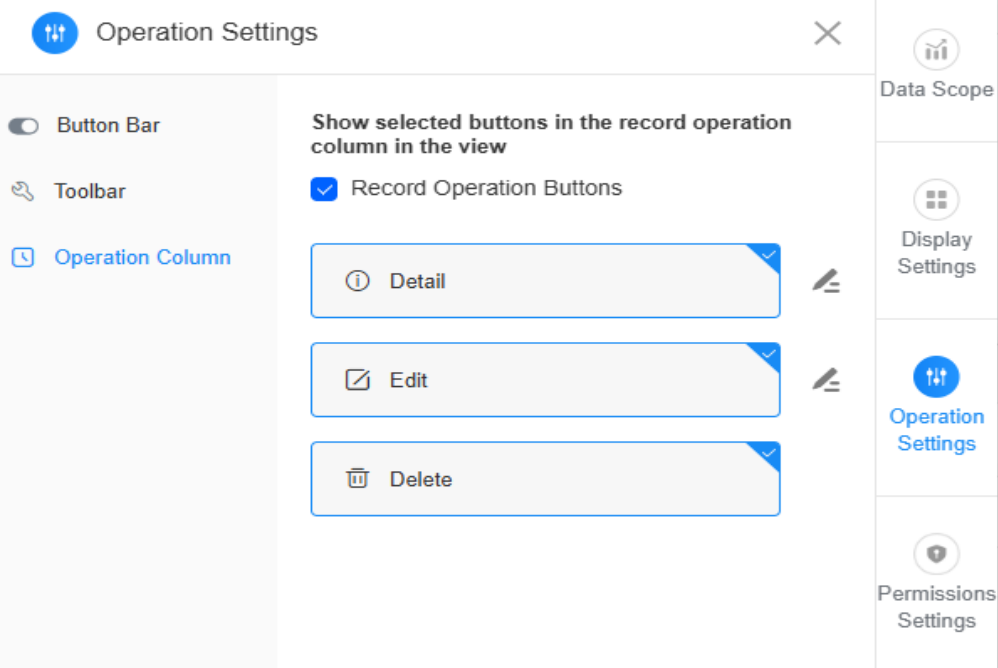 Operation Settings
Button Bar
Toolbar
Operation Column
Show selected buttons in the record operation
column in the view
Record Operation Buttons
Detail
Edit
Delete
Data Scope
Display
Settings
Operation
Settings
Permissions
Settings